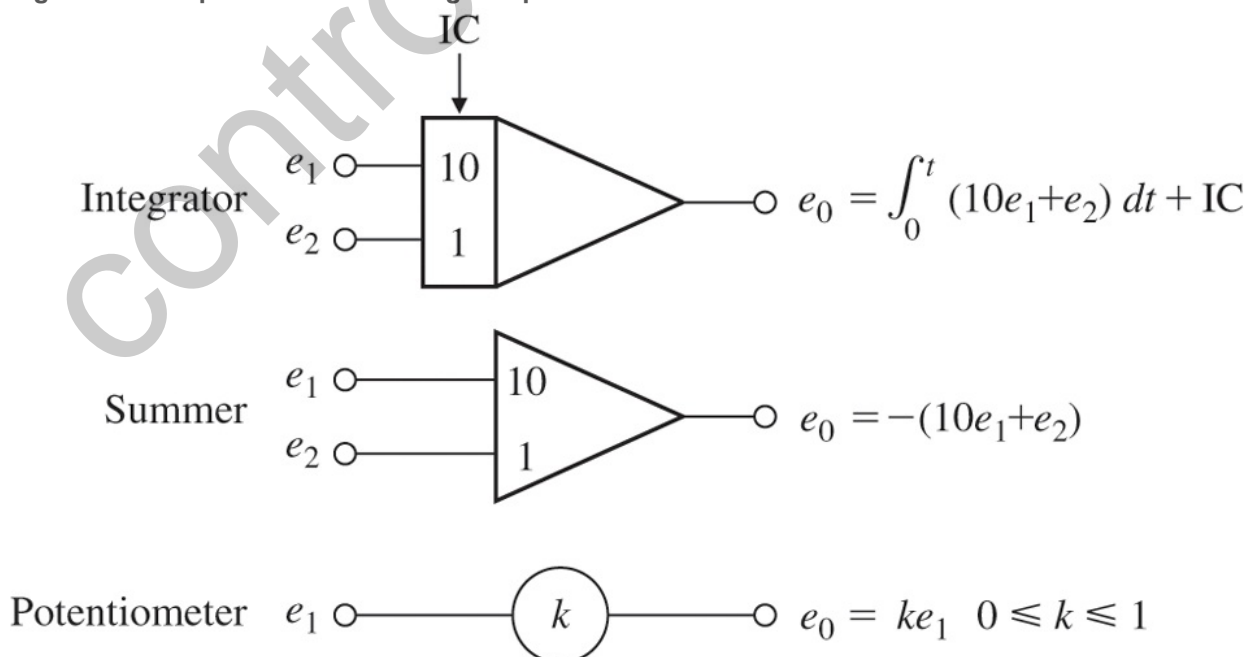 IC
Integrator e₁ 10 e₀ = ∫₀ᵗ (10e₁+e₂) dt + IC
e₂ 1
Summer e₁ 10 e₀ = −(10e₁+e₂)
e₂ 1
Potentiometer e₁ k e₀ = ke₁ 0 ⩽ k ⩽ 1
contro